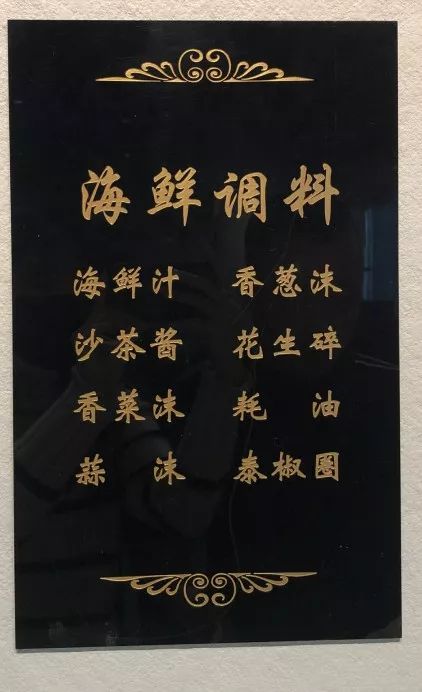 海鲜调料
海鲜汁 香葱沫
沙茶酱 花生碎
香菜沫 耗油
蒜沫 泰椒圈